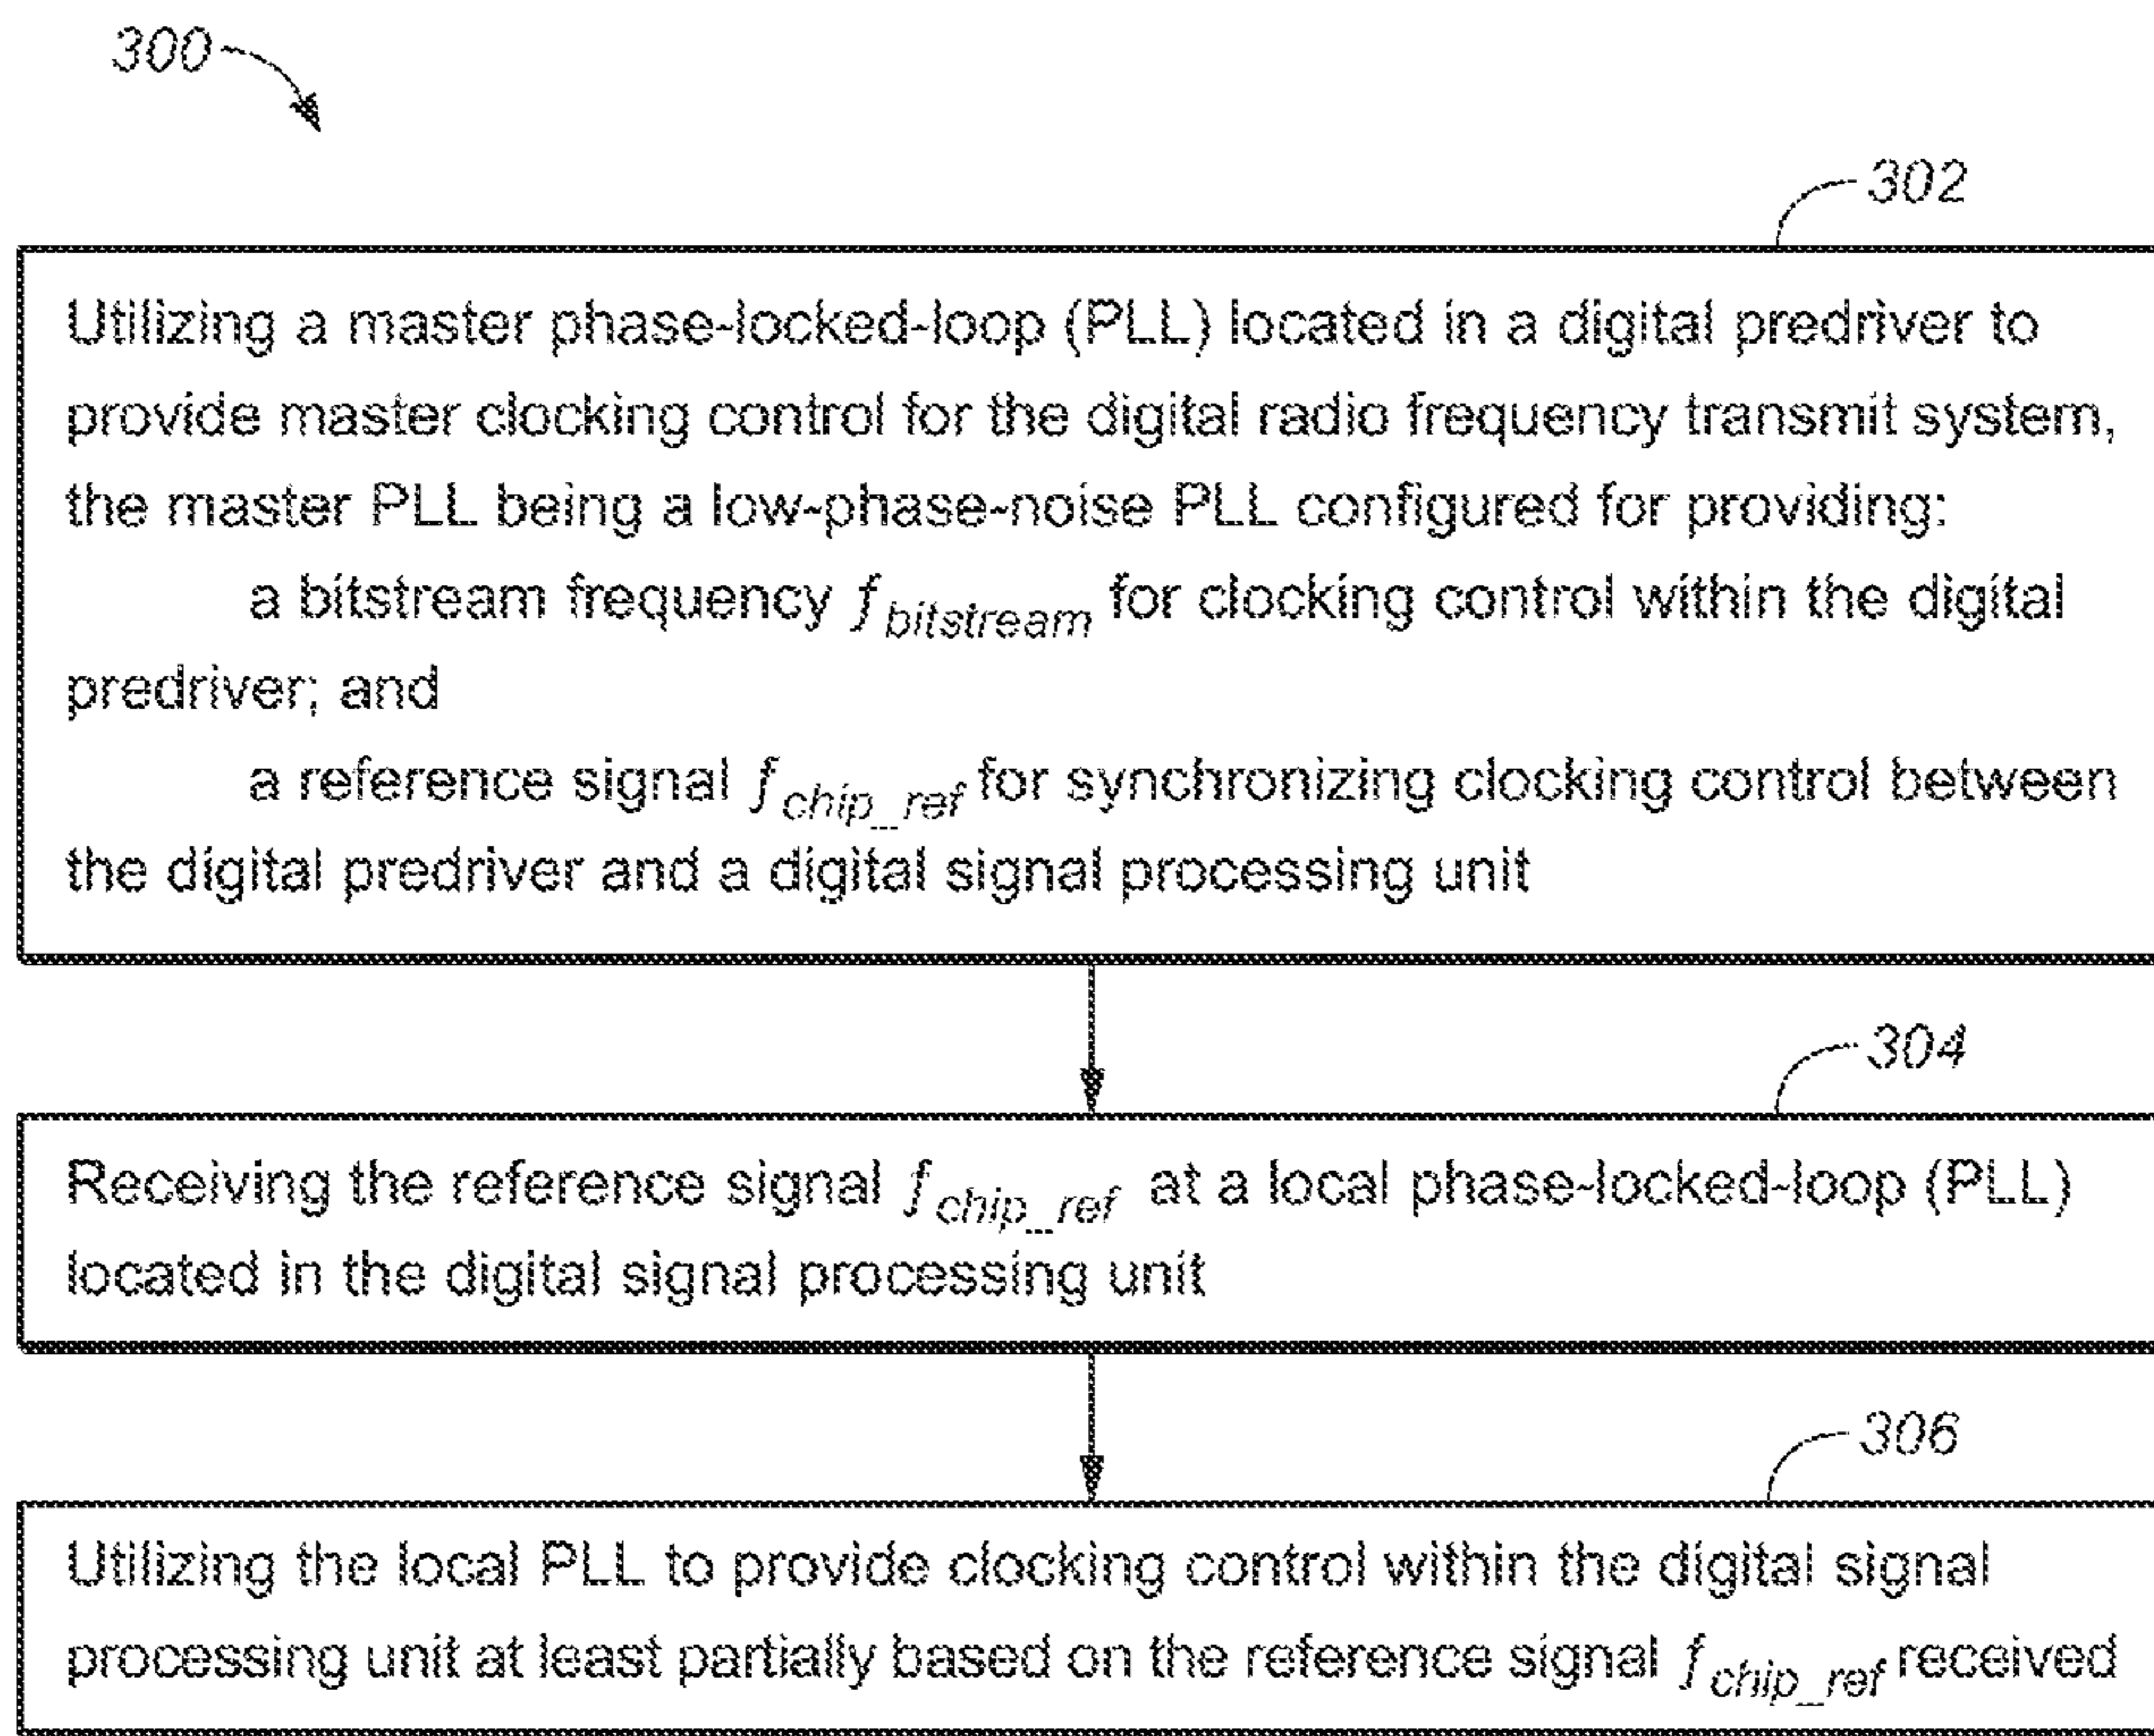 300
302
Utilizing a master phase-locked-loop (PLL) located in a digital predriver to
provide master clocking control for the digital radio frequency transmit system,
the master PLL being a low-phase-noise PLL configured for providing:
a bitstream frequency f_bitstream for clocking control within the digital
predriver; and
a reference signal f_chip_ref for synchronizing clocking control between
the digital predriver and a digital signal processing unit
304
Receiving the reference signal f_chip_ref at a local phase-locked-loop (PLL)
located in the digital signal processing unit
306
Utilizing the local PLL to provide clocking control within the digital signal
processing unit at least partially based on the reference signal f_chip_ref received